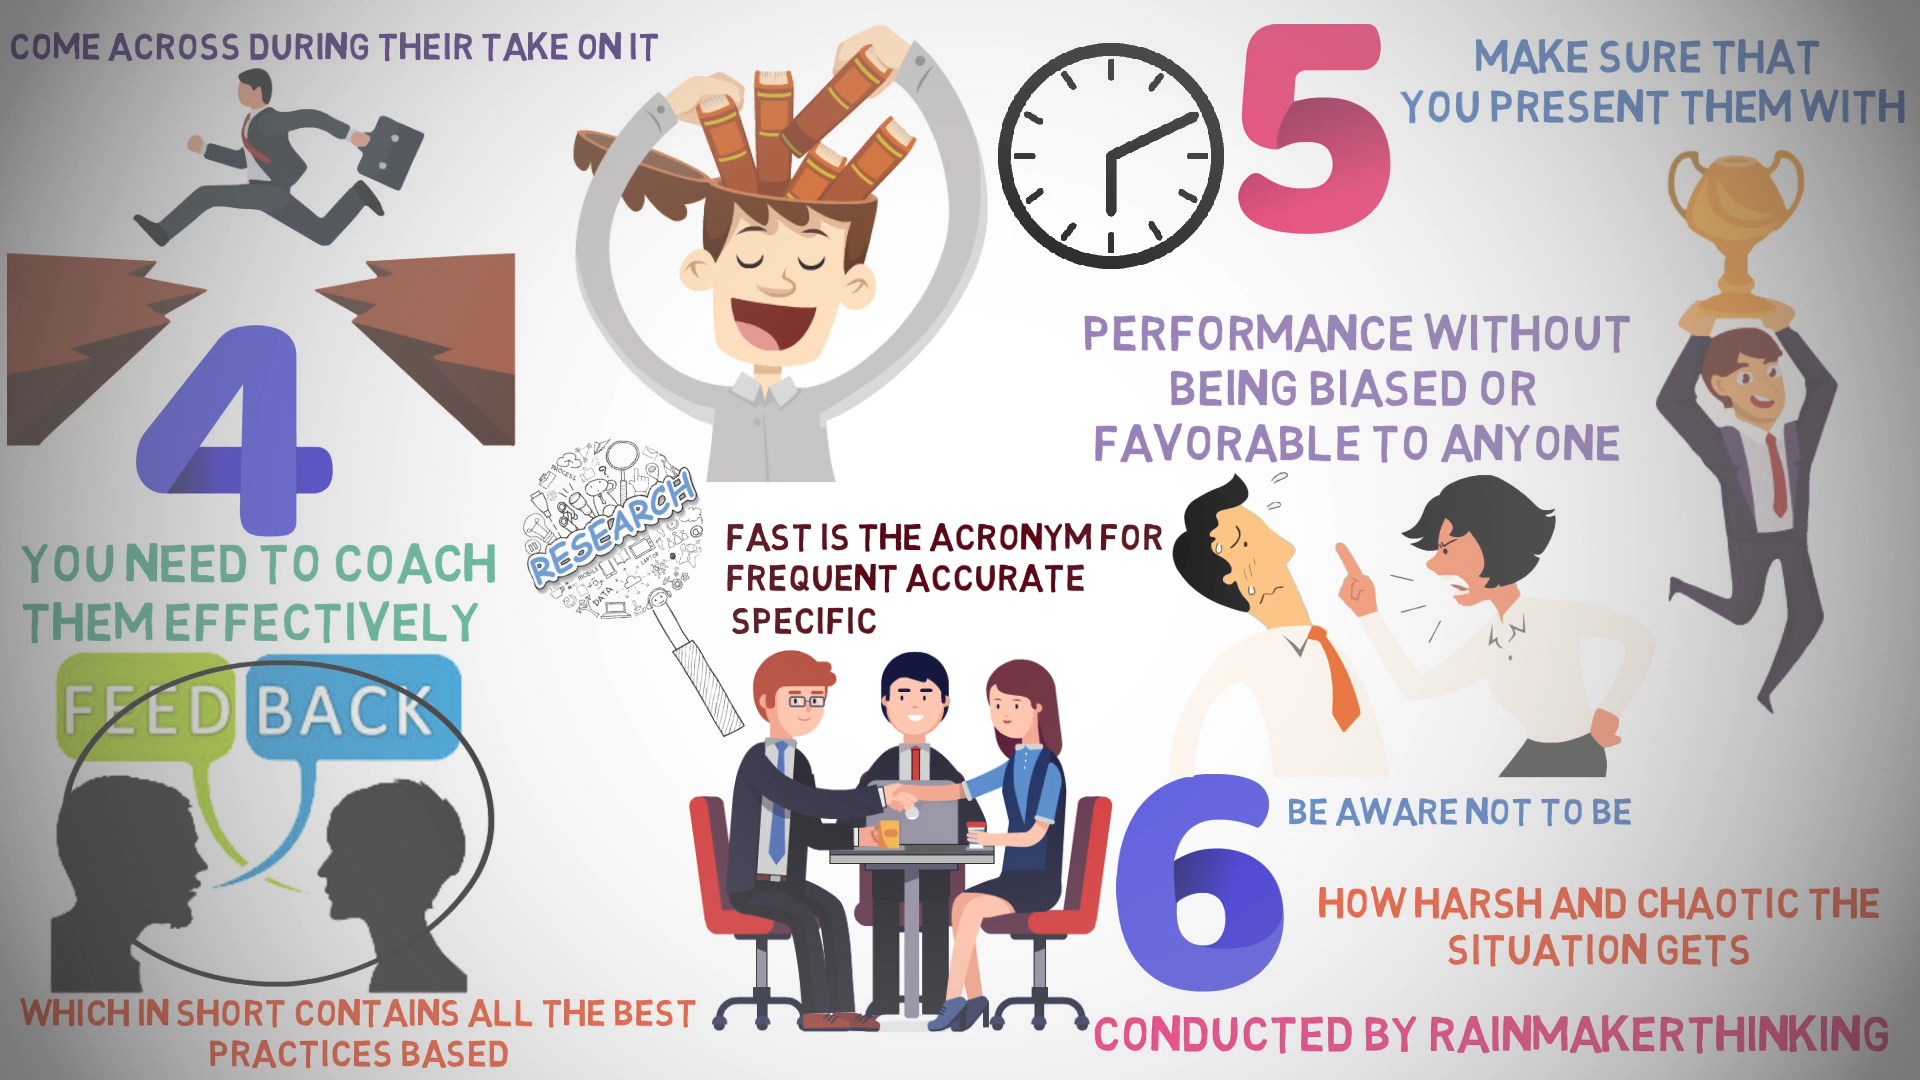 COME ACROSS DURING THEIR TAKE ON IT
5
MAKE SURE THAT
YOU PRESENT THEM WITH
4
PERFORMANCE WITHOUT
BEING BIASED OR
FAVORABLE TO ANYONE
YOU NEED TO COACH
THEM EFFECTIVELY
RESEARCH
PROCESS
DATA
FAST IS THE ACRONYM FOR
FREQUENT ACCURATE
SPECIFIC
FEEDBACK
6
BE AWARE NOT TO BE
HOW HARSH AND CHAOTIC THE
SITUATION GETS
WHICH IN SHORT CONTAINS ALL THE BEST
PRACTICES BASED
CONDUCTED BY RAINMAKERTHINKING